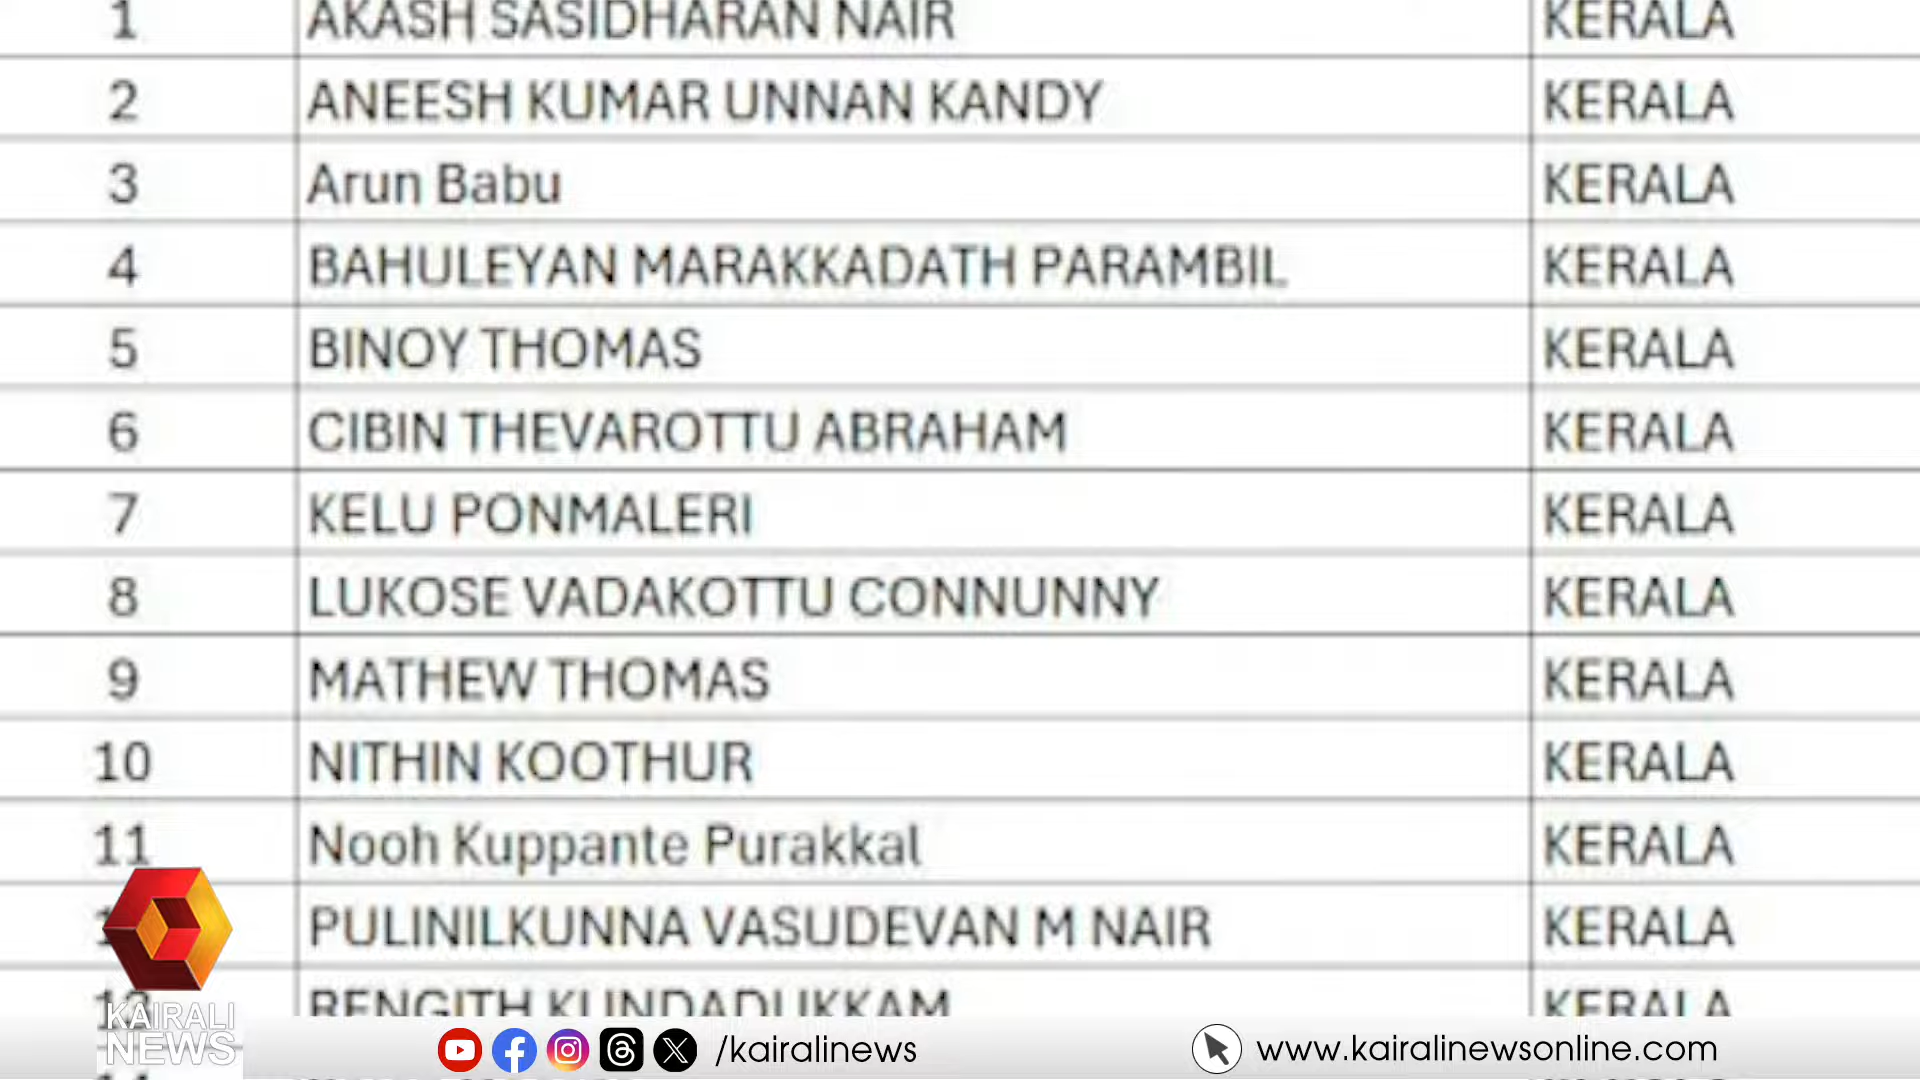 1 AKASH SASIDHARAN NAIR KERALA
2 ANEESH KUMAR UNNAN KANDY KERALA
3 Arun Babu KERALA
4 BAHULEYAN MARAKKADATH PARAMBIL KERALA
5 BINOY THOMAS KERALA
6 CIBIN THEVAROTTU ABRAHAM KERALA
7 KELU PONMALERI KERALA
8 LUKOSE VADAKOTTU CONNUNNY KERALA
9 MATHEW THOMAS KERALA
10 NITHIN KOOTHUR KERALA
11 Nooh Kuppante Purakkal KERALA
PULINILKUNNA VASUDEVAN M NAIR KERALA
RENGITH KUNDADUKKAM KERALA
KAIRALI
NEWS
/kairalinews
www.kairalinewsonline.com